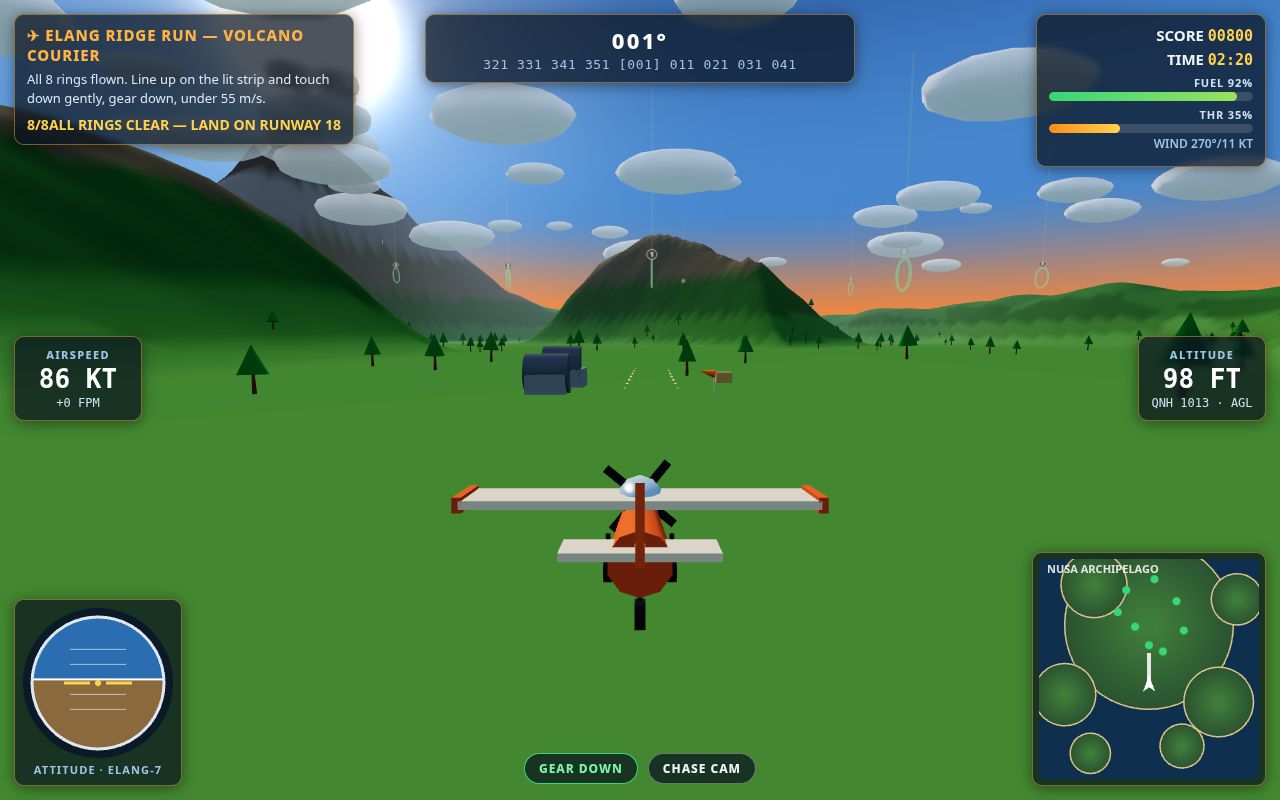 ✈ ELANG RIDGE RUN — VOLCANO
COURIER
All 8 rings flown. Line up on the lit strip and touch
down gently, gear down, under 55 m/s.
8/8ALL RINGS CLEAR — LAND ON RUNWAY 18
001°
321 331 341 351 [001] 011 021 031 041
SCORE 00800
TIME 02:20
FUEL 92%
THR 35%
WIND 270°/11 KT
AIRSPEED
86 KT
+0 FPM
ALTITUDE
98 FT
QNH 1013 · AGL
ATTITUDE · ELANG-7
GEAR DOWN
CHASE CAM
NUSA ARCHIPELAGO